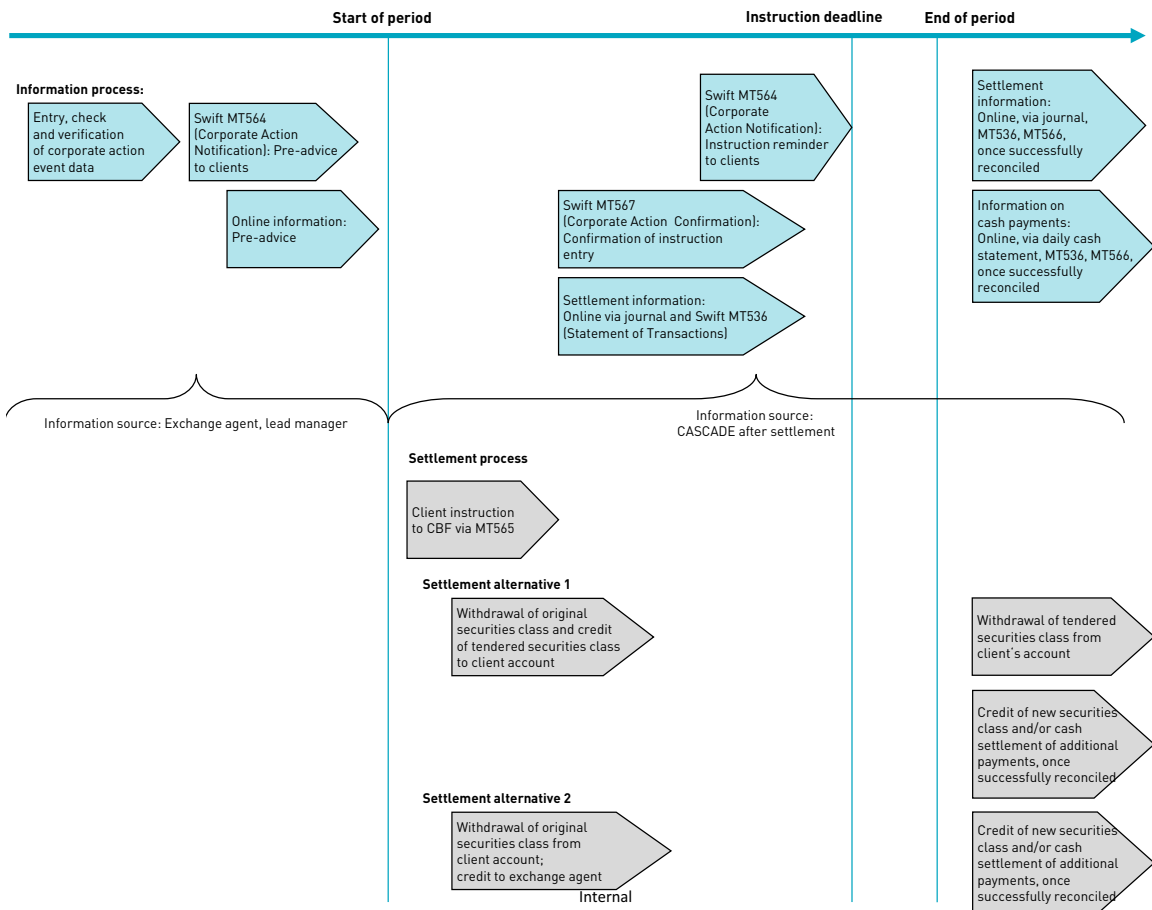 Start of period
Instruction deadline
End of period
Information process:
Entry, check
and verification
of corporate action
event data
Swift MT564
(Corporate Action
Notification): Pre-advice
to clients
Online information:
Pre-advice
Swift MT564
(Corporate
Action Notification):
Instruction reminder
to clients
Swift MT567
(Corporate Action Confirmation):
Confirmation of instruction
entry
Settlement information:
Online via journal and Swift MT536
(Statement of Transactions)
Settlement
information:
Online, via journal,
MT536, MT566,
once successfully
reconciled
Information on
cash payments:
Online, via daily cash
statement, MT536, MT566,
once successfully
reconciled
Information source: Exchange agent, lead manager
Information source:
CASCADE after settlement
Settlement process
Client instruction
to CBF via MT565
Settlement alternative 1
Withdrawal of original
securities class and credit
of tendered securities class
to client account
Withdrawal of tendered
securities class from
client's account
Credit of new securities
class and/or cash
settlement of additional
payments, once
successfully reconciled
Settlement alternative 2
Withdrawal of original
securities class from
client account;
credit to exchange agent
Credit of new securities
class and/or cash
settlement of additional
payments, once
successfully reconciled
Internal